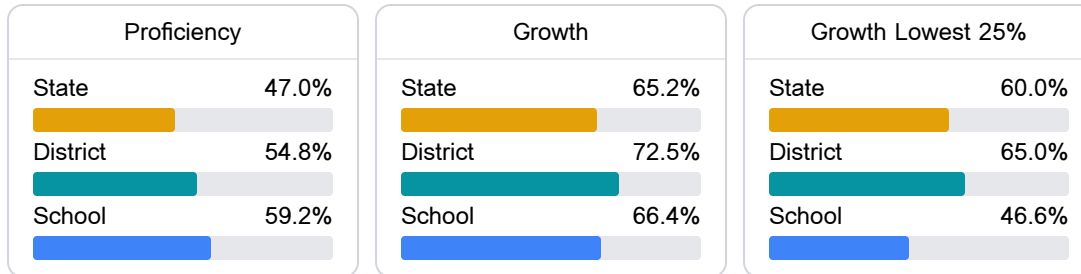 Proficiency
State 47.0%
District 54.8%
School 59.2%
Growth
State 65.2%
District 72.5%
School 66.4%
Growth Lowest 25%
State 60.0%
District 65.0%
School 46.6%